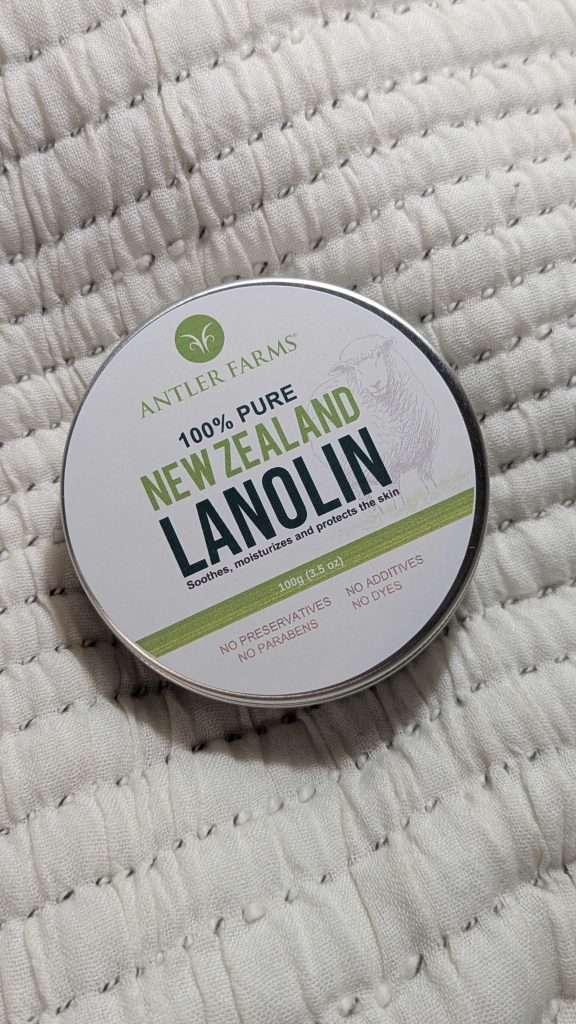 ANTLER FARMS®
100% PURE
NEW ZEALAND
LANOLIN
Soothes, moisturizes and protects the skin
100g (3.5 oz)
NO PRESERVATIVES NO ADDITIVES
NO PARABENS NO DYES